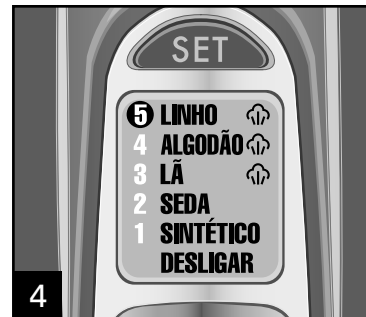 SET
5 LINHO
4 ALGODÃO
3 LÃ
2 SEDA
1 SINTÉTICO
DESLIGAR
4